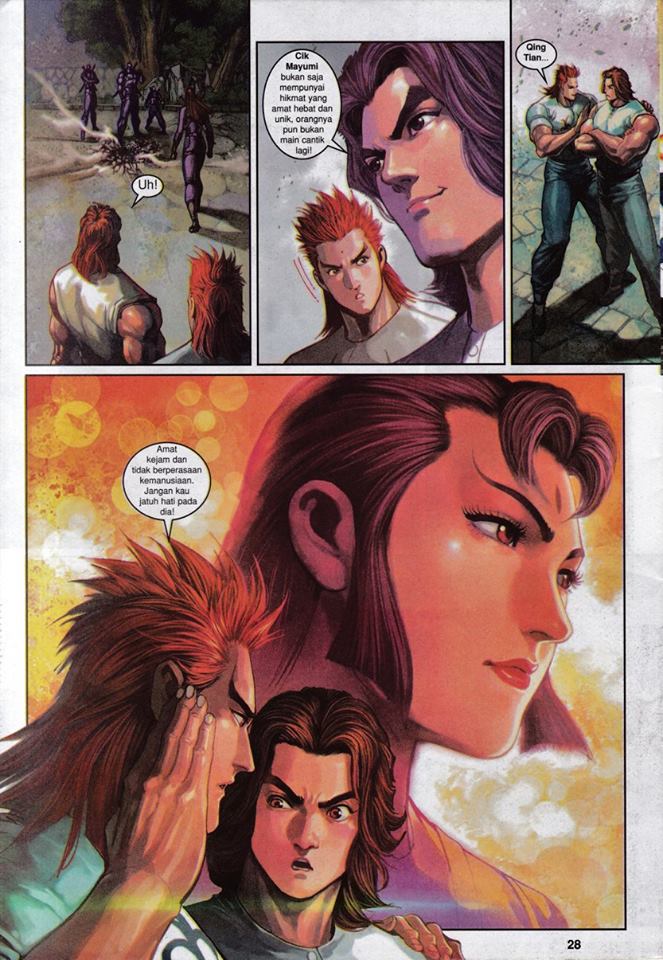 Uh!
Cik
Mayumi
bukan saja
mempunyai
hikmat yang
amat hebat dan
unik, orangnya
pun bukan
main cantik
lagi!
Qing
Tian...
Amat
kejam dan
tidak berperasaan
kemanusiaan.
Jangan kau
jatuh hati pada
dia!
28